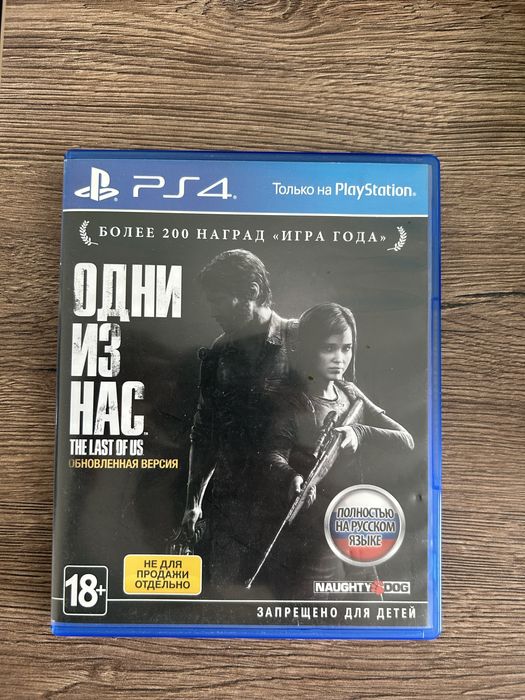 PS4
Только на PlayStation®
БОЛЕЕ 200 НАГРАД «ИГРА ГОДА»
ОДНИ
ИЗ
НАС™
THE LAST OF US
ОБНОВЛЕННАЯ ВЕРСИЯ
ПОЛНОСТЬЮ
НА РУССКОМ
ЯЗЫКЕ
НЕ ДЛЯ
ПРОДАЖИ
ОТДЕЛЬНО
18+
NAUGHTY DOG
ЗАПРЕЩЕНО ДЛЯ ДЕТЕЙ